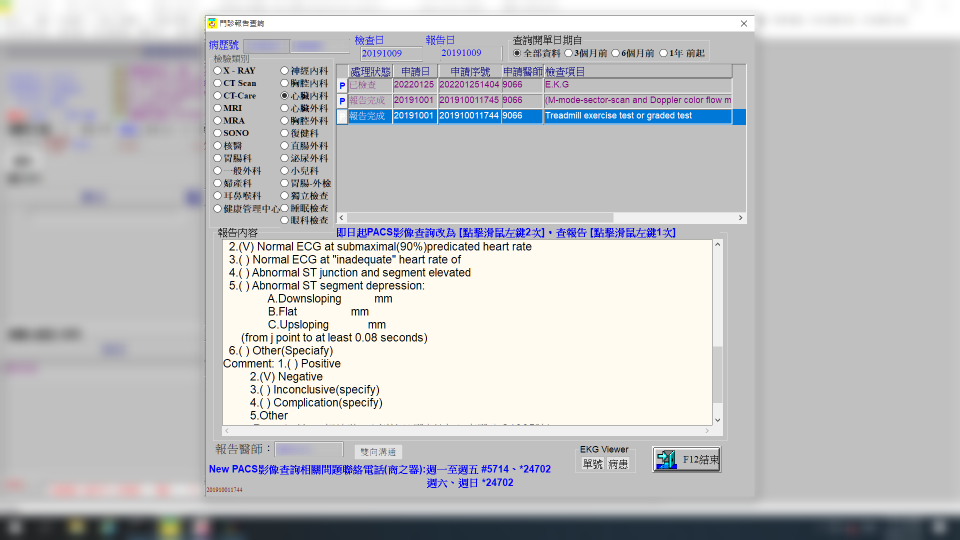 門診報告查詢
病歷號
檢查日
報告日
20191009
20191009
查詢開單日期自
全部資料 3個月前 6個月前 1年 前起
檢驗類別
X - RAY
CT Scan
CT-Care
MRI
MRA
SONO
核醫
胃腸科
一般外科
婦產科
耳鼻喉科
健康管理中心
神經內科
胸腔內科
心臟內科
心臟外科
胸腔外科
復健科
直腸外科
泌尿外科
小兒科
胃腸-外檢
獨立檢查
睡眠檢查
眼科檢查
處理狀態 申請日 申請序號 申請醫師 檢查項目
P 已檢查 20220125 202201251404 9066 E.K.G
P 報告完成 20191001 201910011745 9066 (M-mode-sector-scan and Doppler color flow m
報告完成 20191001 201910011744 9066 Treadmill exercise test or graded test
報告內容
即日起PACS影像查詢改為 [點擊滑鼠左鍵2次]，查報告 [點擊滑鼠左鍵1次]
2.(V) Normal ECG at submaximal(90%)predicated heart rate
3.( ) Normal ECG at "inadequate" heart rate of
4.( ) Abnormal ST junction and segment elevated
5.( ) Abnormal ST segment depression:
A.Downsloping mm
B.Flat mm
C.Upsloping mm
(from j point to at least 0.08 seconds)
6.( ) Other(Speciafy)
Comment: 1.( ) Positive
2.(V) Negative
3.( ) Inconclusive(specify)
4.( ) Complication(specify)
5.Other
報告醫師：
雙向溝通
EKG Viewer
單號 病患
F12結束
New PACS影像查詢相關問題聯絡電話(商之器):週一至週五 #5714、*24702
週六、週日 *24702
201910011744